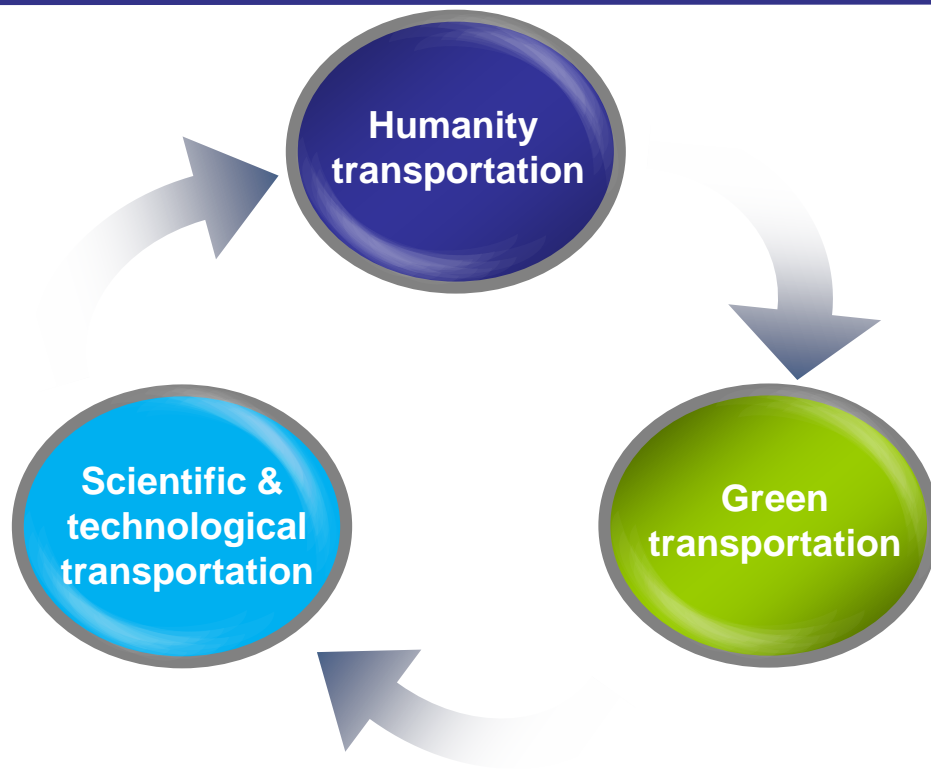 Humanity
transportation
Green
transportation
Scientific &
technological
transportation